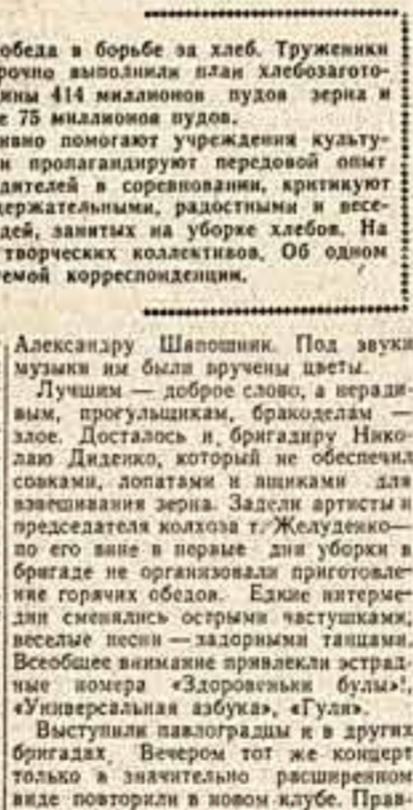 обеда в борьбе за хлеб. Труженики
рочно выполнили план хлебозагото-
ины 414 миллионов пудов зерна и
е 75 миллионов пудов.
ивно помогают учреждения культу-
и пропагандируют передовой опыт
дителей в соревновании, критикуют
держательными, радостными и весе-
дей, занятых на уборке хлебов. На
творческих коллективов. Об одном
емой корреспонденции.
Александру Шапошник. Под звуки
музыки им были вручены цветы.
Лучшим — доброе слово, а неради-
вым, прогульщикам, бракоделам —
злое. Досталось и бригадиру Нико-
лаю Диденко, который не обеспечил
совками, лопатами и ящиками для
взвешивания зерна. Задели артисты и
председателя колхоза т. Желуденко—
по его вине в первые дни уборки в
бригаде не организовали приготовле-
ние горячих обедов. Едкие интерме-
дии сменялись острыми частушками,
веселые песни — задорными танцами.
Всеобщее внимание привлекли эстрад-
ные номера «Здоровеньки булы»!,
«Универсальная азбука», «Гуля».
Выступили павлоградцы и в других
бригадах. Вечером тот же концерт
только в значительно расширенном
виде повторили в новом клубе. Прав-